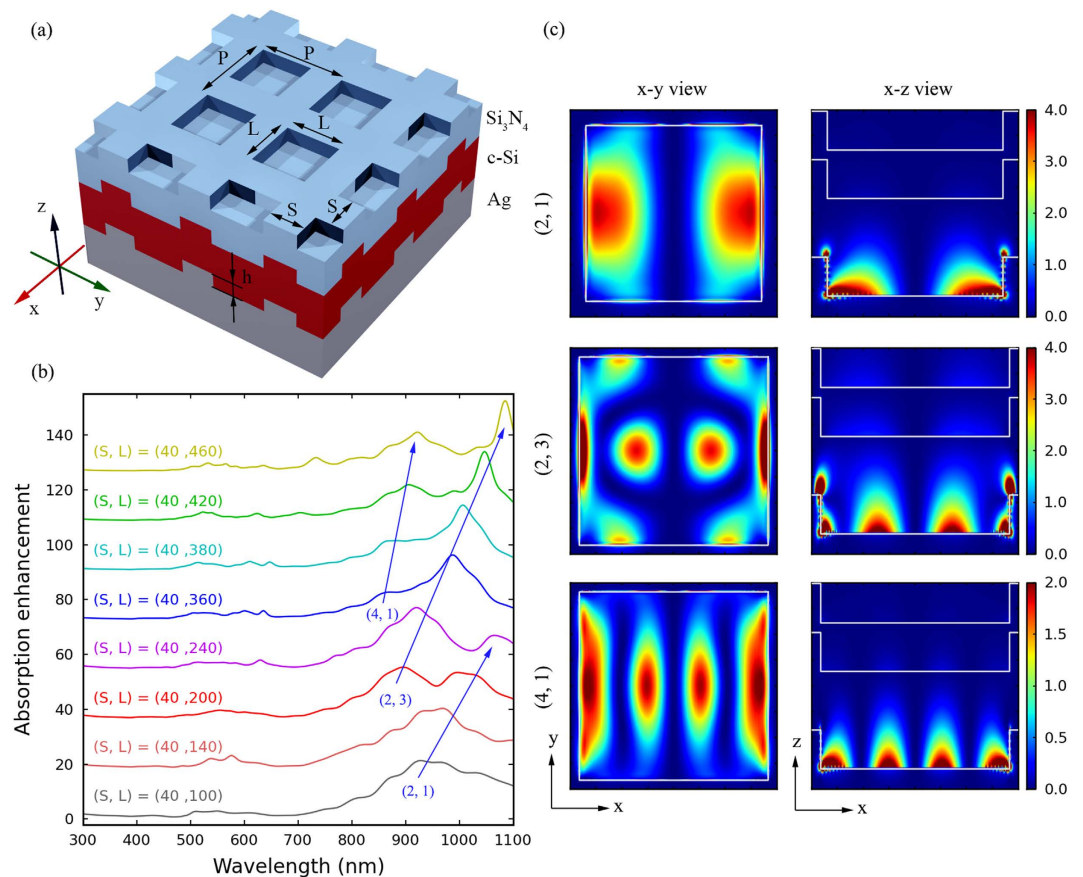 (a)
P
P
L
L
S
S
h
Si₃N₄
c-Si
Ag
z
x
y
(b)
Absorption enhancement
140
120
100
80
60
40
20
0
(S, L) = (40 ,460)
(S, L) = (40 ,420)
(S, L) = (40 ,380)
(S, L) = (40 ,360)
(S, L) = (40 ,240)
(S, L) = (40 ,200)
(S, L) = (40 ,140)
(S, L) = (40 ,100)
(4, 1)
(2, 3)
(2, 1)
300 400 500 600 700 800 900 1000 1100
Wavelength (nm)
(c)
x-y view
x-z view
(2, 1)
4.0
3.0
2.0
1.0
0.0
(2, 3)
4.0
3.0
2.0
1.0
0.0
(4, 1)
2.0
1.5
1.0
0.5
0.0
y
x
z
x